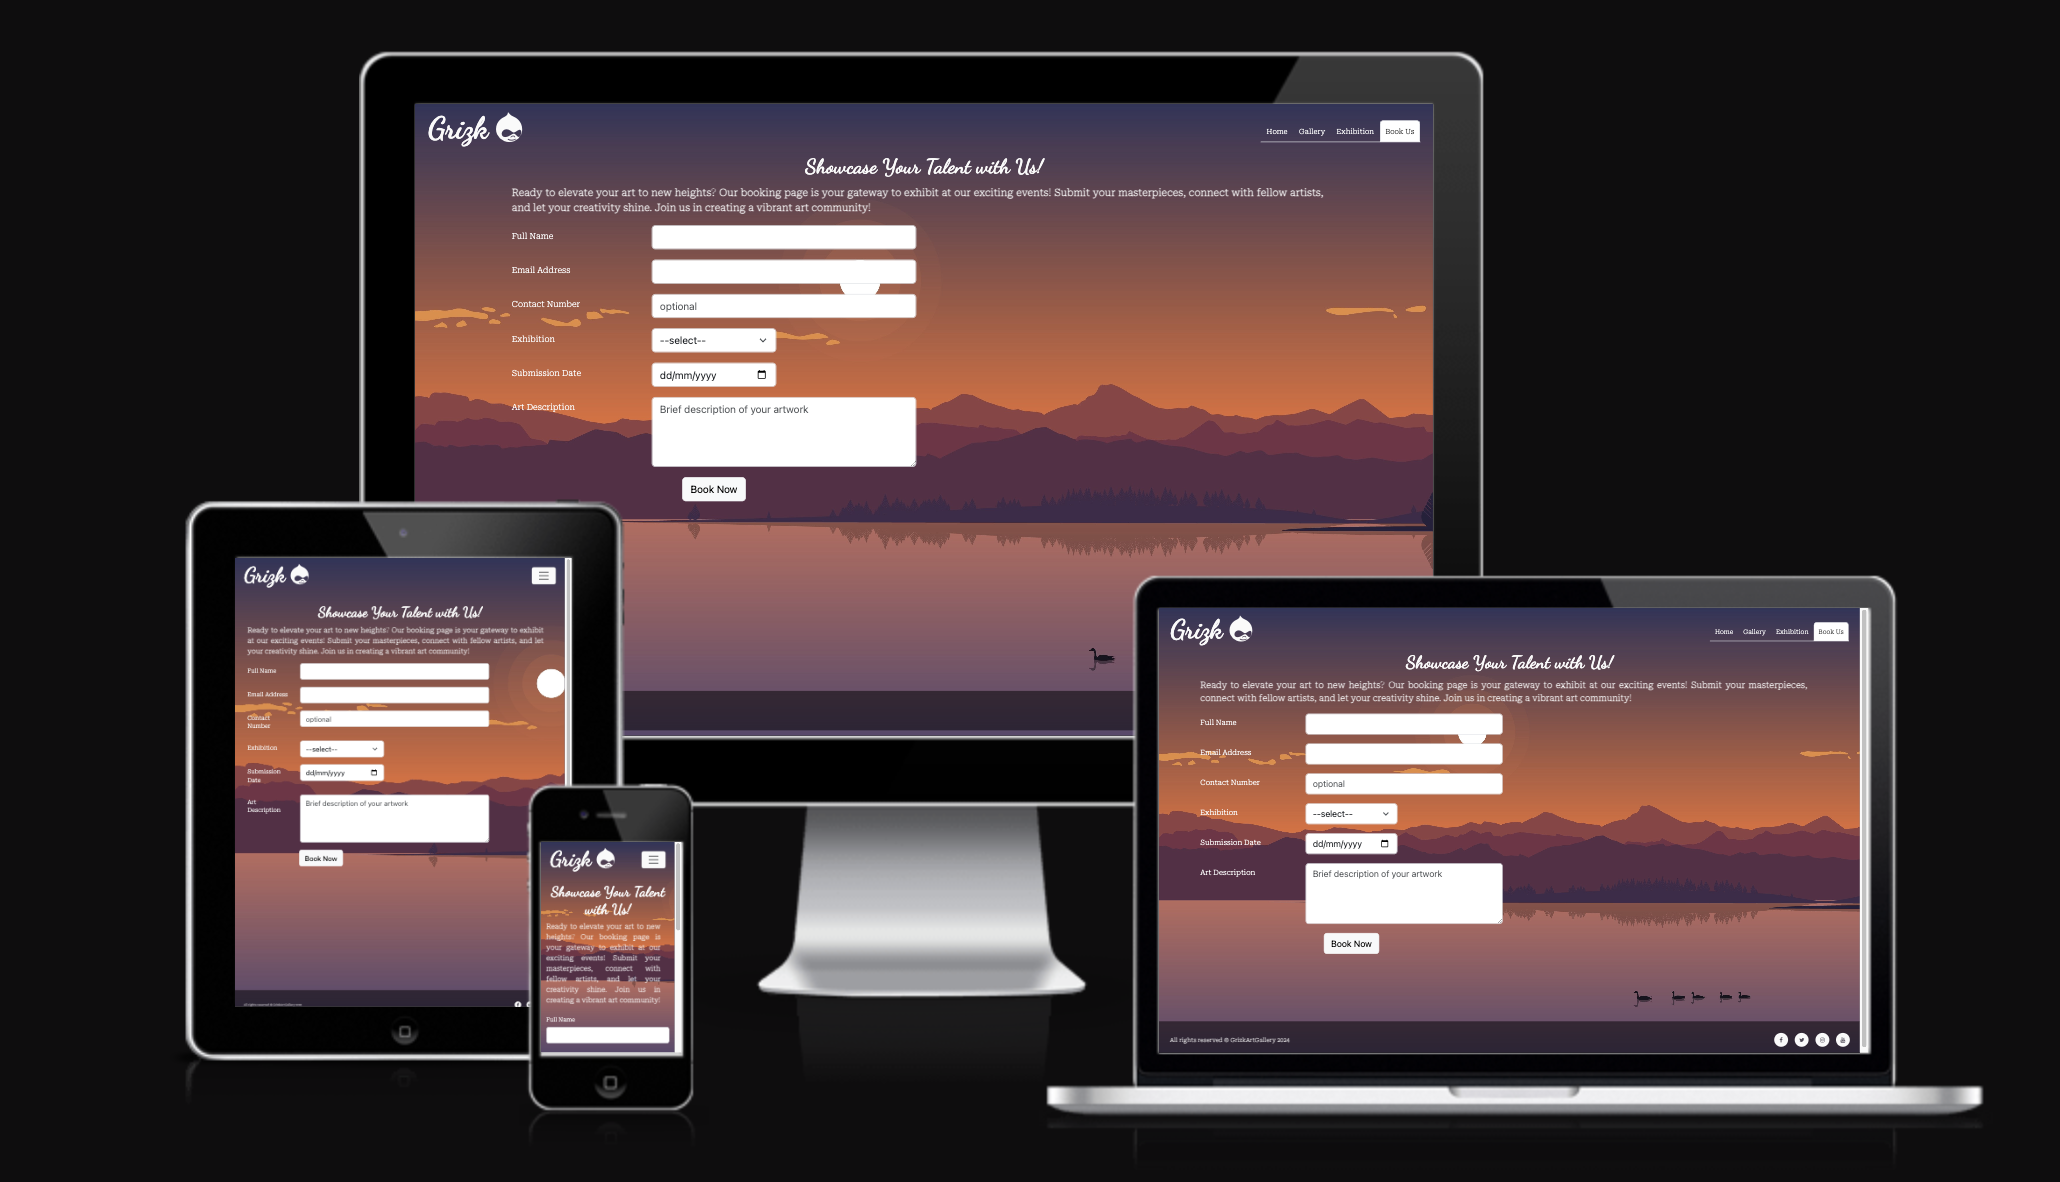 Grizk
Home Gallery Exhibition Book Us
Showcase Your Talent with Us!
Ready to elevate your art to new heights? Our booking page is your gateway to exhibit at our exciting events! Submit your masterpieces, connect with fellow artists,
and let your creativity shine. Join us in creating a vibrant art community!
Full Name
Email Address
Contact Number optional
Exhibition --select--
Submission Date dd/mm/yyyy
Art Description Brief description of your artwork
Book Now
Grizk
Showcase Your Talent with Us!
Ready to elevate your art to new heights? Our booking page is your gateway to exhibit
at our exciting events! Submit your masterpieces, connect with fellow artists, and let
your creativity shine. Join us in creating a vibrant art community!
Full Name
Email Address
Contact optional
Number
Exhibition --select--
Submission dd/mm/yyyy
Date
Art Brief description of your artwork
Description
Book Now
Grizk
Showcase Your Talent
with Us!
Ready to elevate your art to new
heights? Our booking page is
your gateway to exhibit at our
exciting events! Submit your
masterpieces, connect with
fellow artists, and let your
creativity shine. Join us in
creating a vibrant art community!
Full Name
Grizk
Home Gallery Exhibition Book Us
Showcase Your Talent with Us!
Ready to elevate your art to new heights? Our booking page is your gateway to exhibit at our exciting events! Submit your masterpieces,
connect with fellow artists, and let your creativity shine. Join us in creating a vibrant art community!
Full Name
Email Address
Contact Number optional
Exhibition --select--
Submission Date dd/mm/yyyy
Art Description Brief description of your artwork
Book Now
All rights reserved © GrizkArtGallery 2024